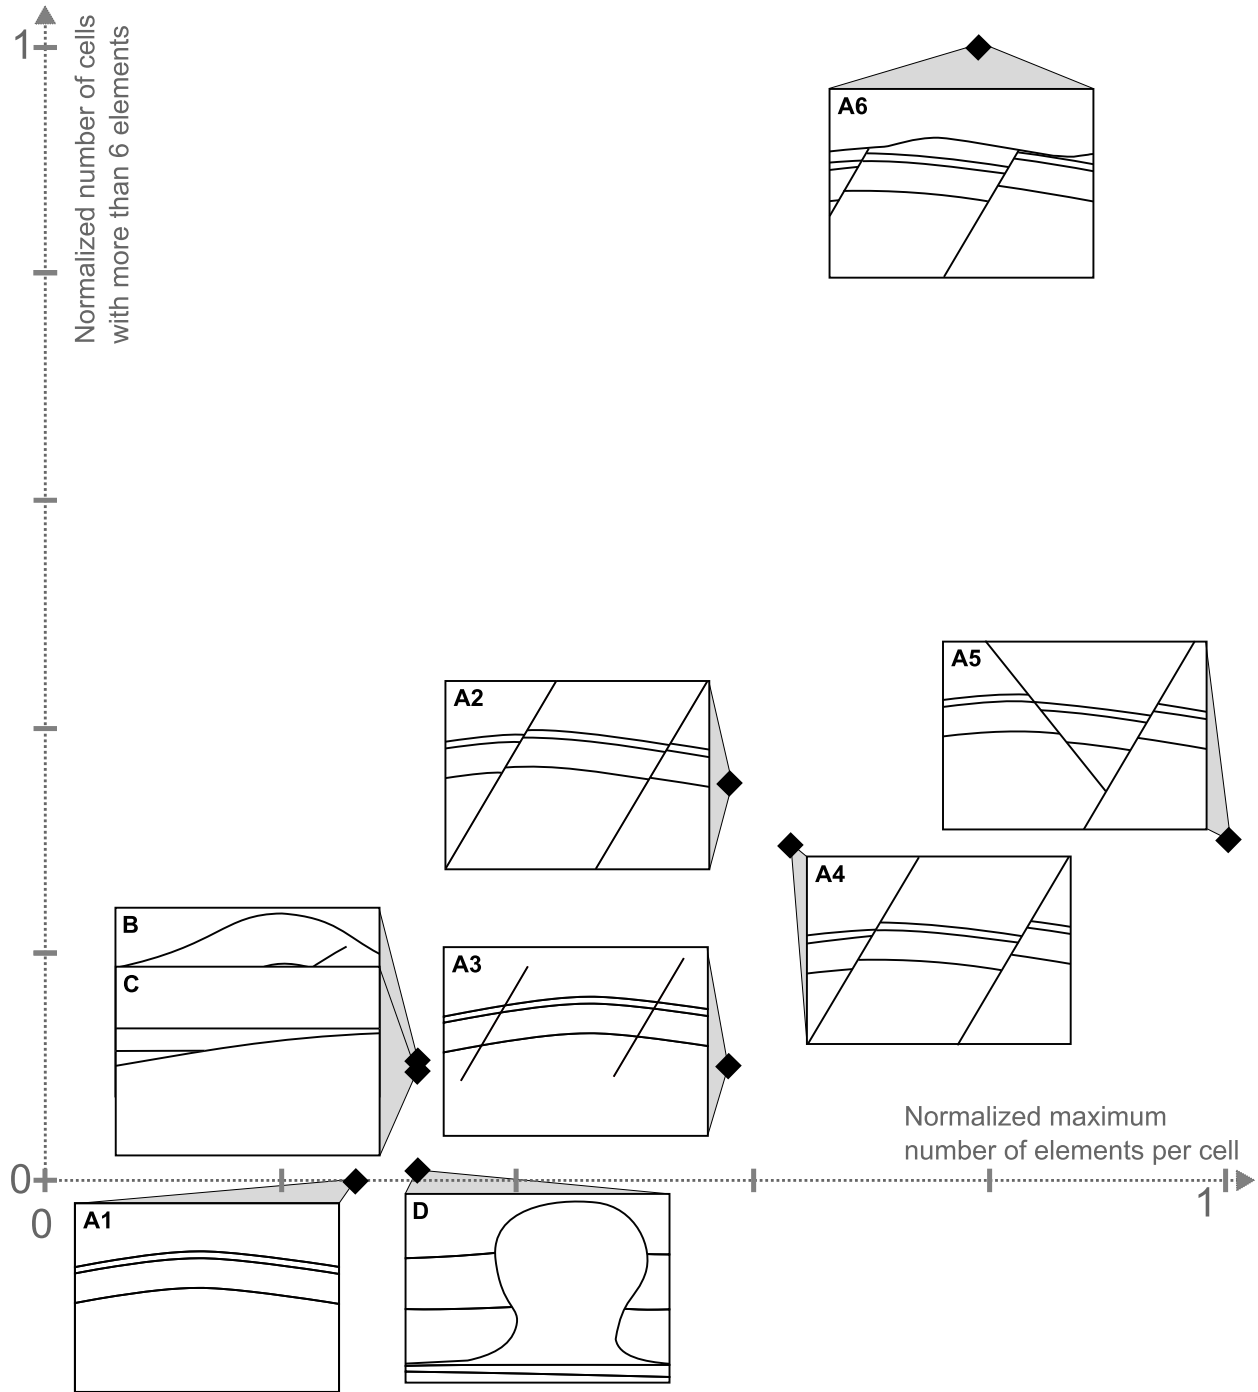 1
Normalized number of cells
with more than 6 elements
A6
A5
A2
A4
B
A3
C
Normalized maximum
number of elements per cell
0
0
1
A1
D